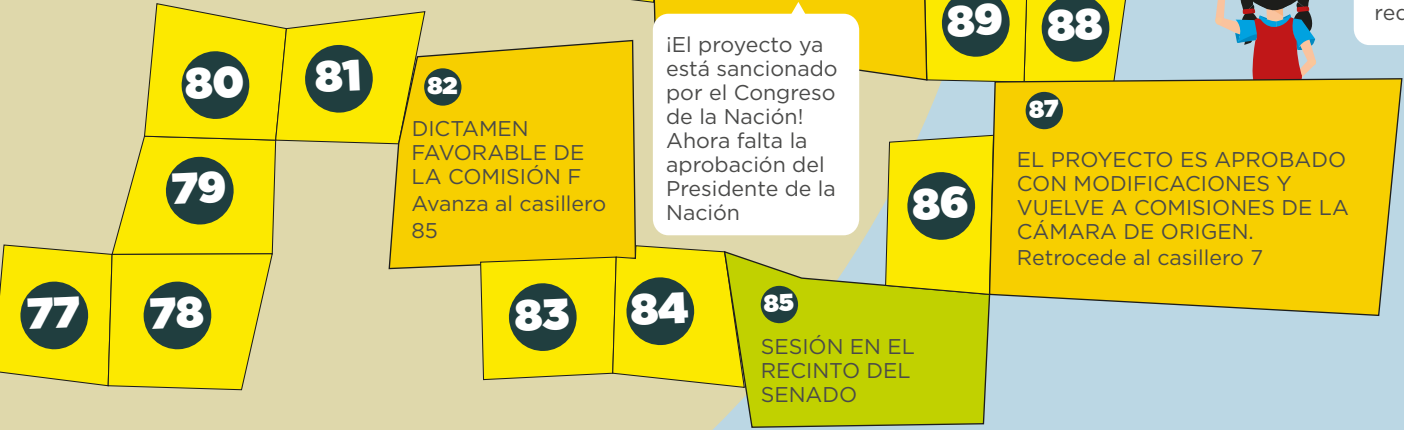 89
88
rec
¡El proyecto ya
está sancionado
por el Congreso
de la Nación!
Ahora falta la
aprobación del
Presidente de la
Nación
80
81
82
DICTAMEN
FAVORABLE DE
LA COMISIÓN F
Avanza al casillero
85
87
EL PROYECTO ES APROBADO
CON MODIFICACIONES Y
VUELVE A COMISIONES DE LA
CÁMARA DE ORIGEN.
Retrocede al casillero 7
79
86
77
78
83
84
85
SESIÓN EN EL
RECINTO DEL
SENADO